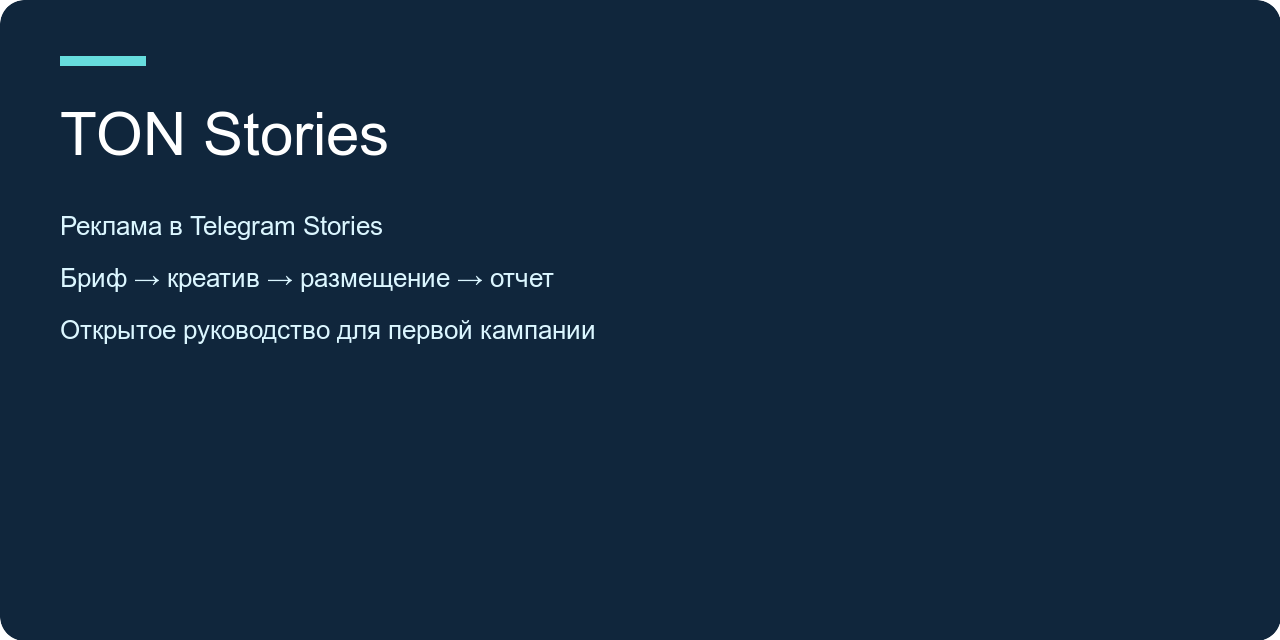 TON Stories
Реклама в Telegram Stories
Бриф → креатив → размещение → отчет
Открытое руководство для первой кампании